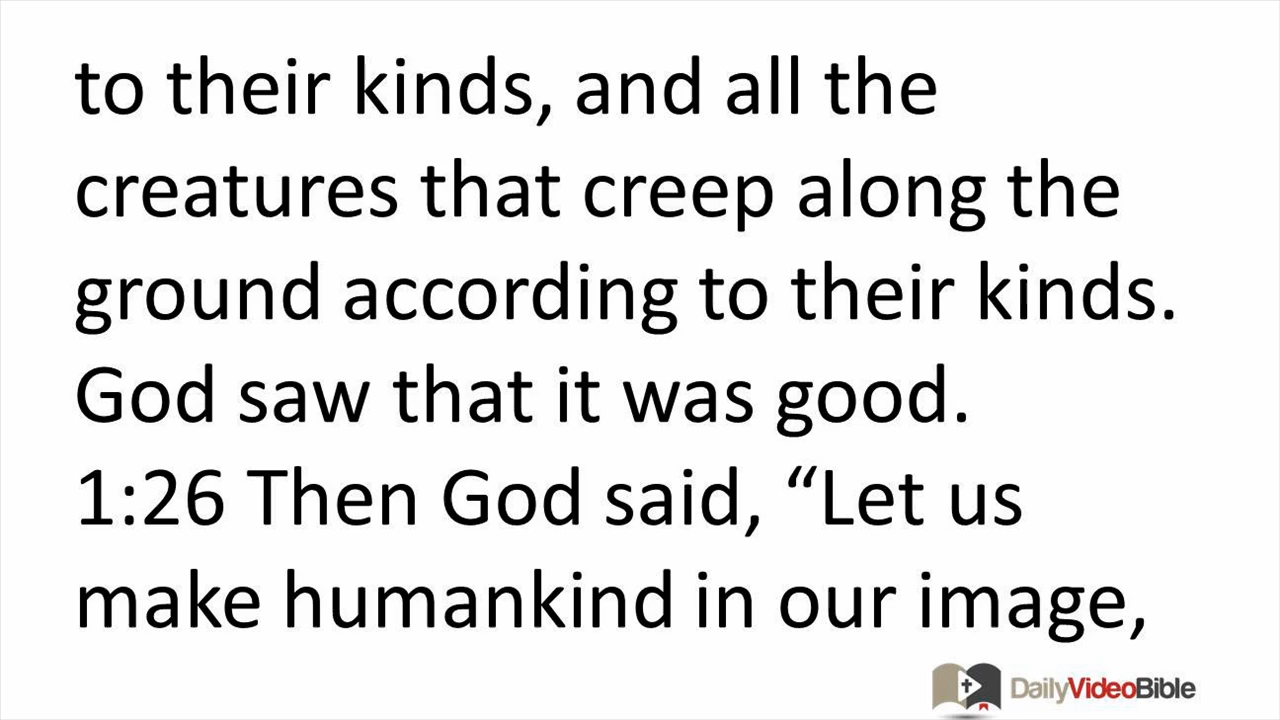 to their kinds, and all the
creatures that creep along the
ground according to their kinds.
God saw that it was good.
1:26 Then God said, “Let us
make humankind in our image,
DailyVideoBible